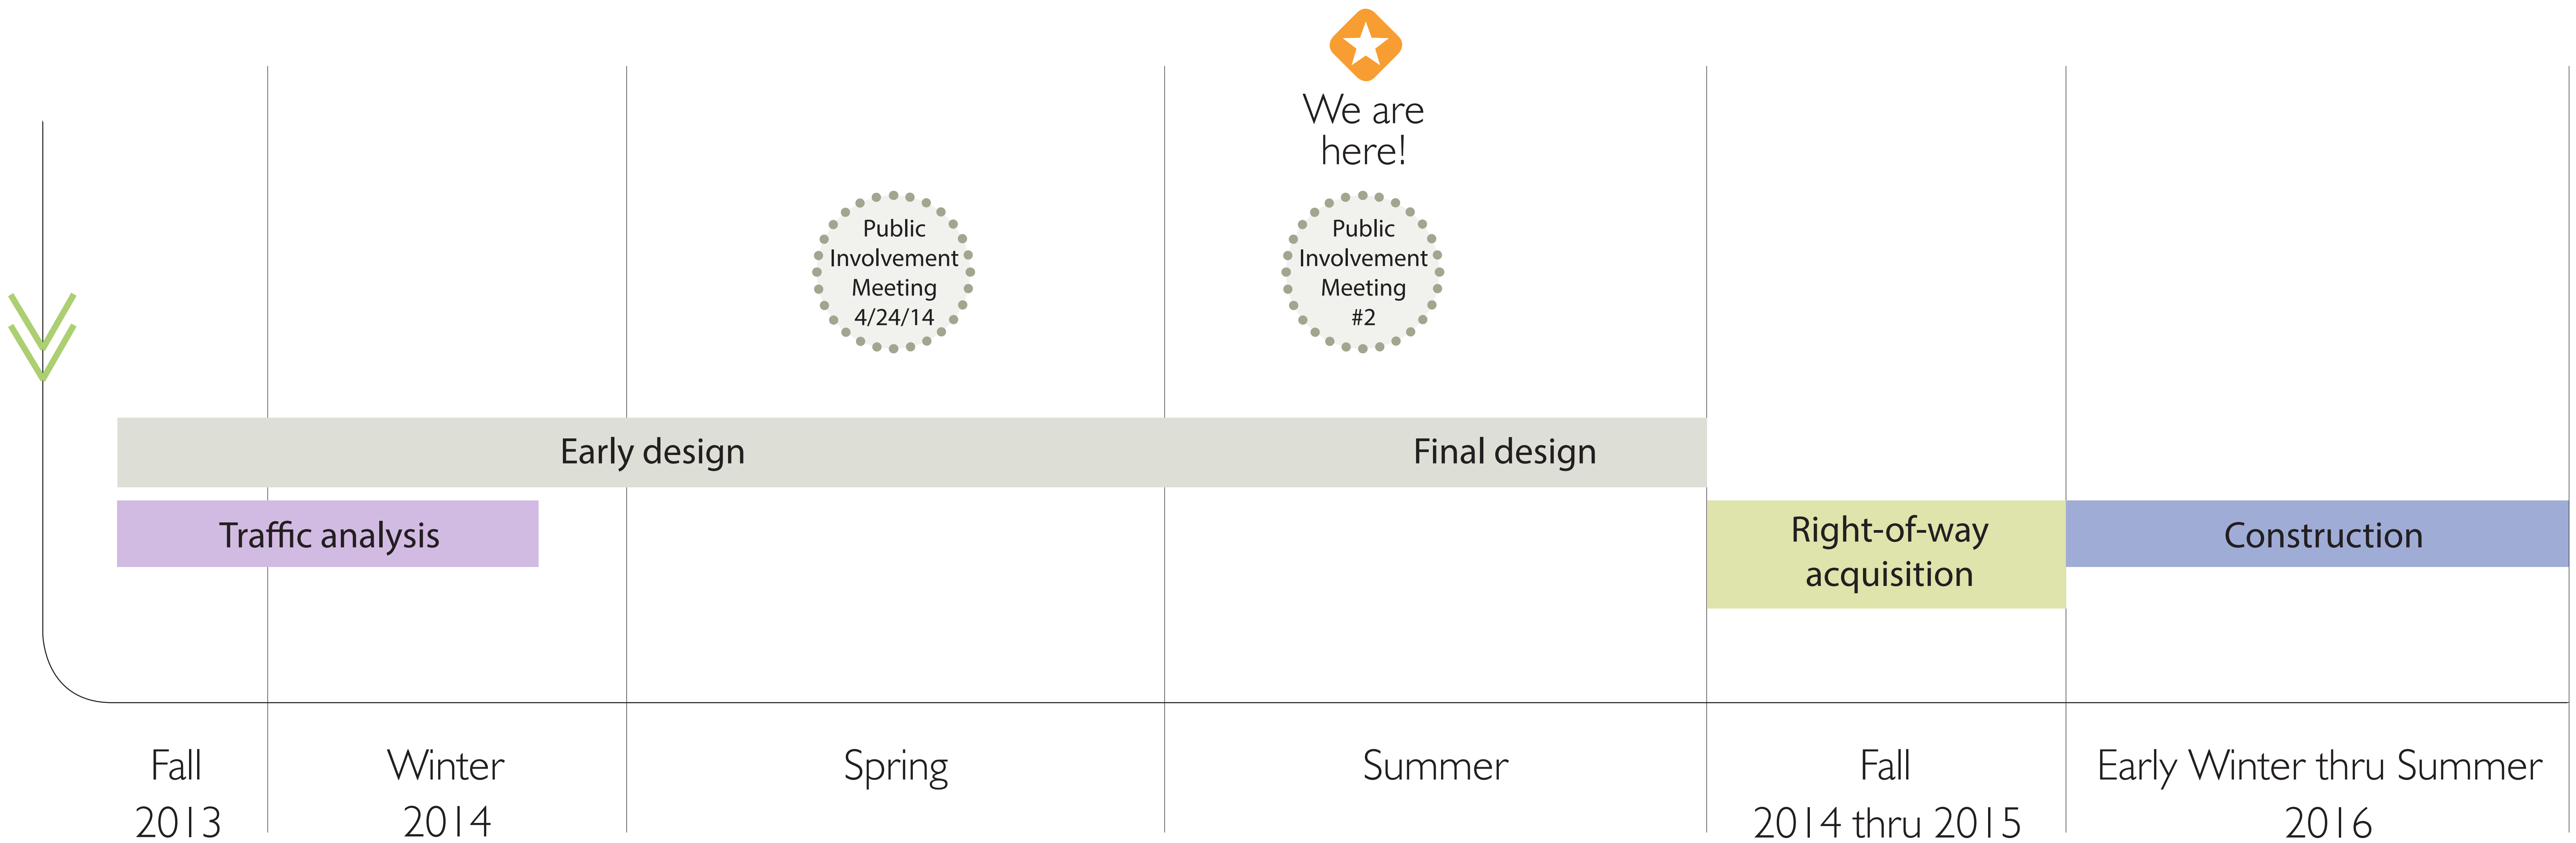 We are
here!
Public
Involvement
Meeting
4/24/14
Public
Involvement
Meeting
#2
Early design
Final design
Traffic analysis
Right-of-way
acquisition
Construction
Fall
2013
Winter
2014
Spring
Summer
Fall
2014 thru 2015
Early Winter thru Summer
2016